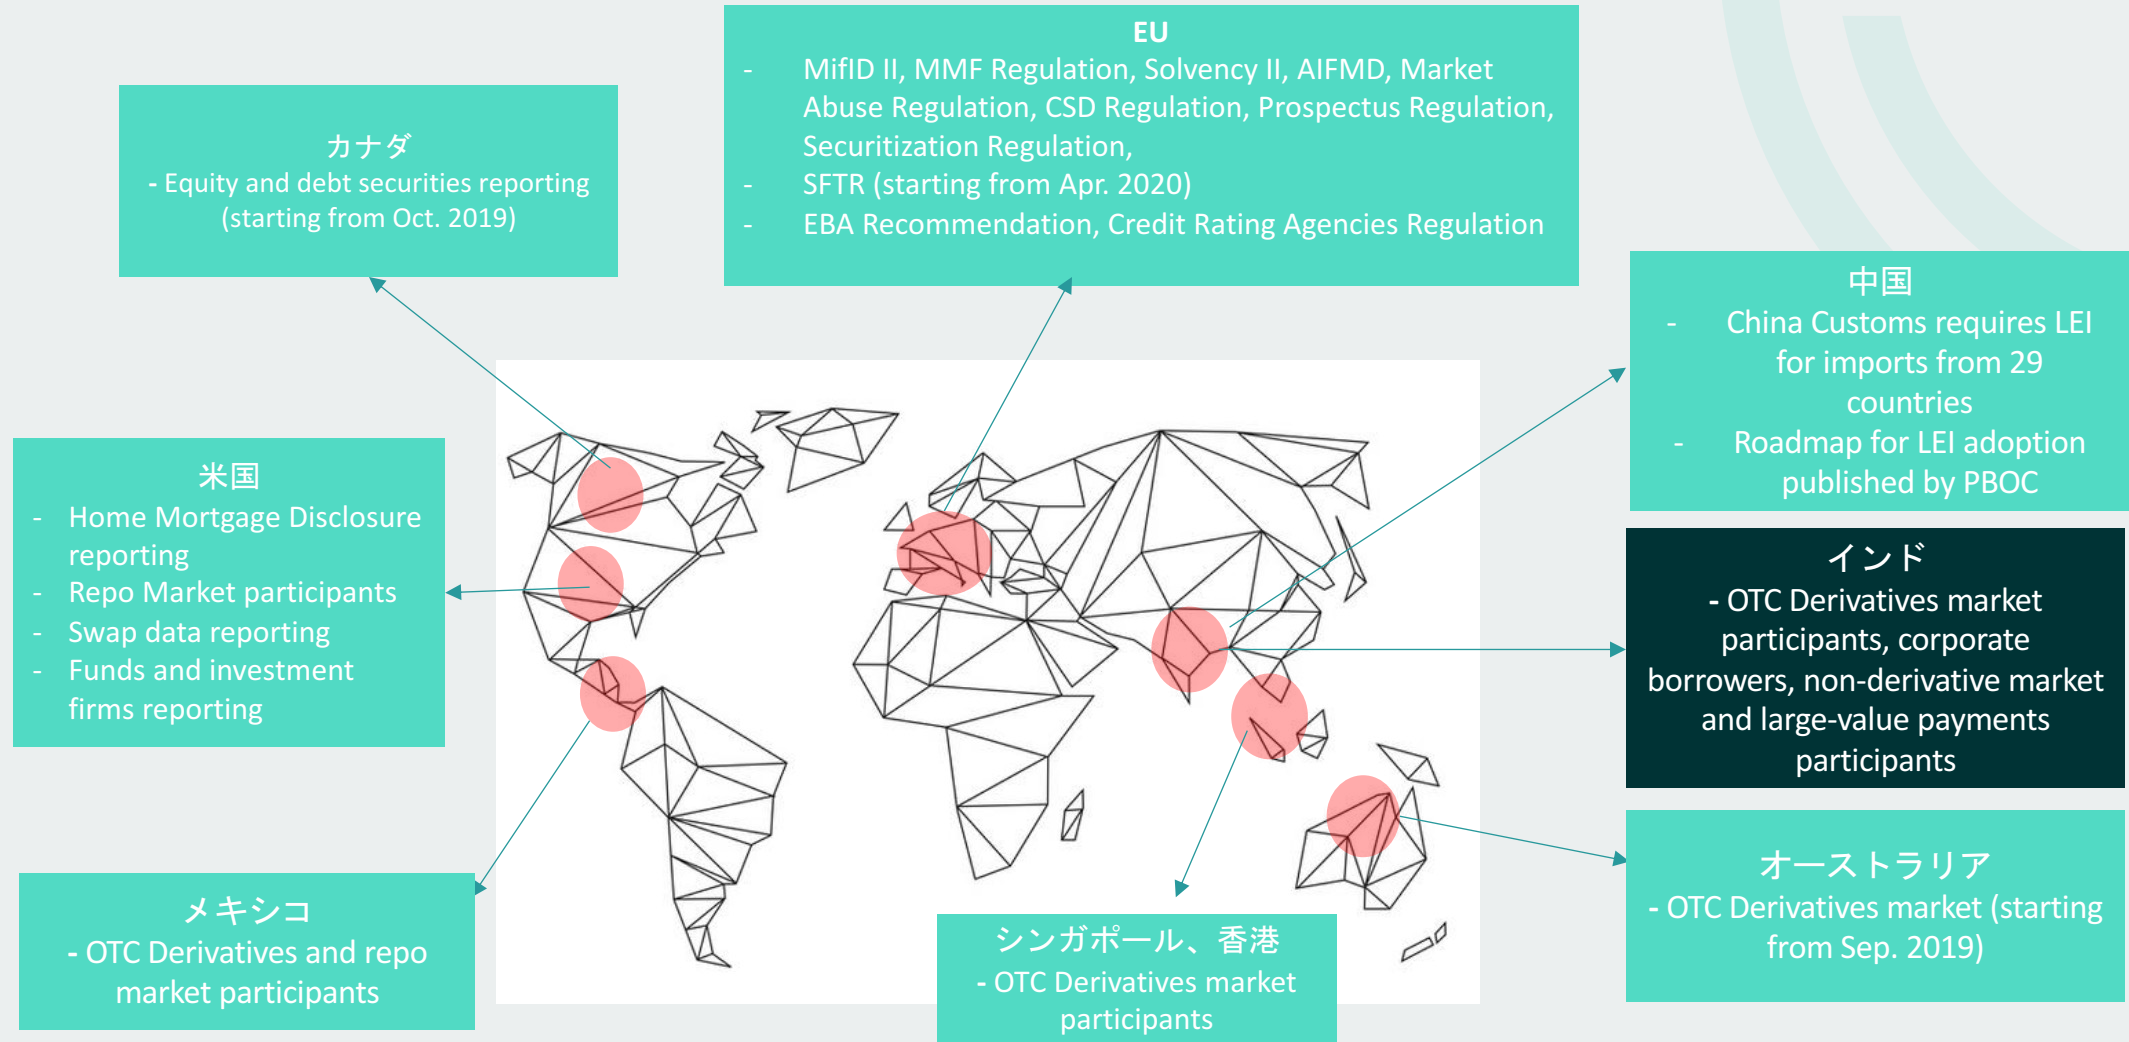 EU
- MifID II, MMF Regulation, Solvency II, AIFMD, Market
Abuse Regulation, CSD Regulation, Prospectus Regulation,
Securitization Regulation,
- SFTR (starting from Apr. 2020)
- EBA Recommendation, Credit Rating Agencies Regulation
カナダ
- Equity and debt securities reporting
(starting from Oct. 2019)
中国
- China Customs requires LEI
for imports from 29
countries
- Roadmap for LEI adoption
published by PBOC
米国
- Home Mortgage Disclosure
reporting
- Repo Market participants
- Swap data reporting
- Funds and investment
firms reporting
インド
- OTC Derivatives market
participants, corporate
borrowers, non-derivative market
and large-value payments
participants
メキシコ
- OTC Derivatives and repo
market participants
シンガポール、香港
- OTC Derivatives market
participants
オーストラリア
- OTC Derivatives market (starting
from Sep. 2019)